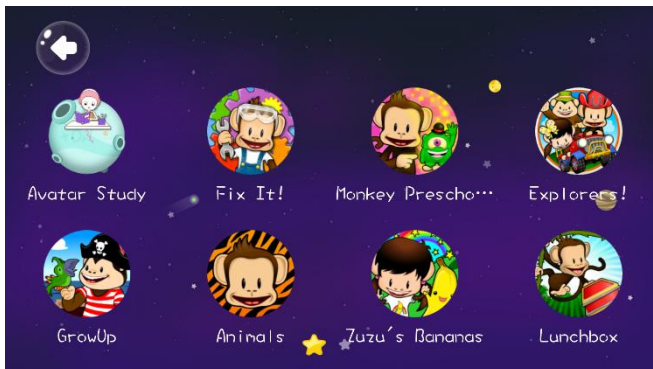 Avatar Study
Fix It!
Monkey Prescho···
Explorers!
GrowUp
Animals
Zuzu's Bananas
Lunchbox